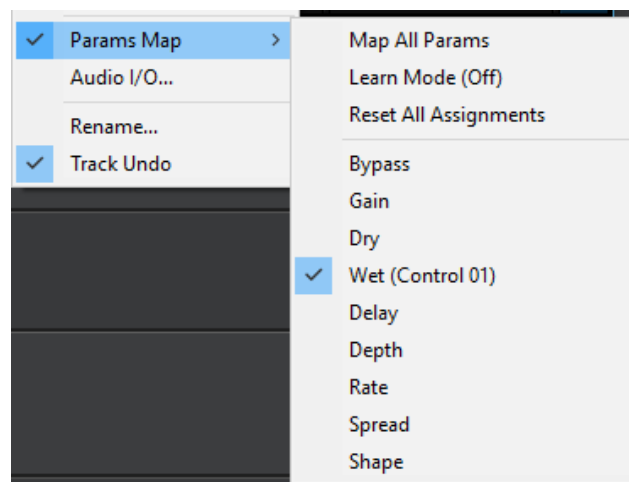 Params Map
Audio I/O...
Rename...
Track Undo
Map All Params
Learn Mode (Off)
Reset All Assignments
Bypass
Gain
Dry
Wet (Control 01)
Delay
Depth
Rate
Spread
Shape